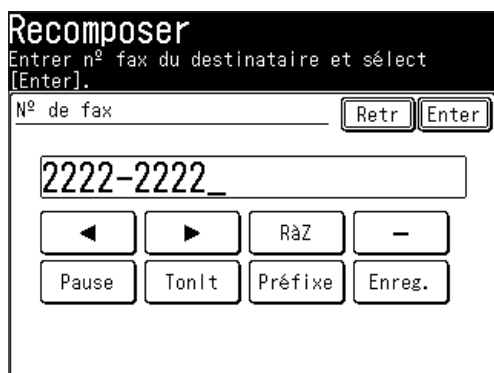 Recomposer
Entrer nº fax du destinataire et sélect
[Enter].
Nº de fax Retr Enter
2222-2222_
◀ ▶ RàZ –
Pause Tonlt Préfixe Enreg.